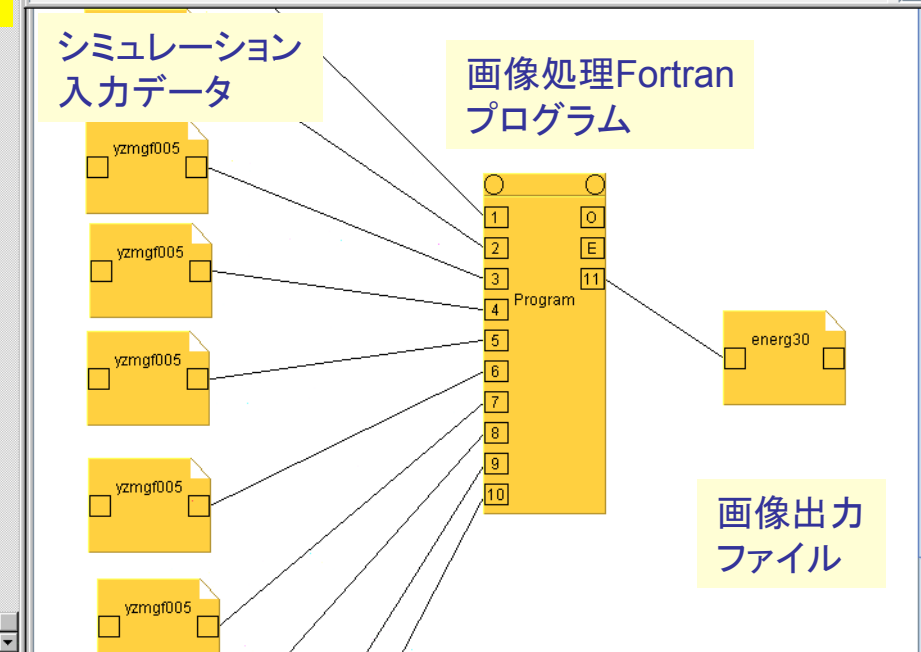 シミュレーション
入力データ
画像処理Fortran
プログラム
yzmgf005
yzmgf005
yzmgf005
yzmgf005
yzmgf005
1
2
3
4
5
6
7
8
9
10
O
E
11
Program
energ30
画像出力
ファイル